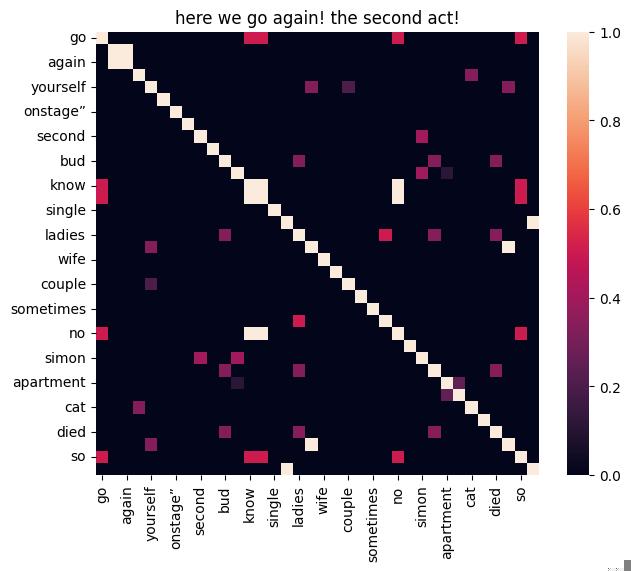 here we go again! the second act!
go
again
yourself
onstage”
second
bud
know
single
ladies
wife
couple
sometimes
no
simon
apartment
cat
died
so
go
again
yourself
onstage”
second
bud
know
single
ladies
wife
couple
sometimes
no
simon
apartment
cat
died
so
1.0
0.8
0.6
0.4
0.2
0.0